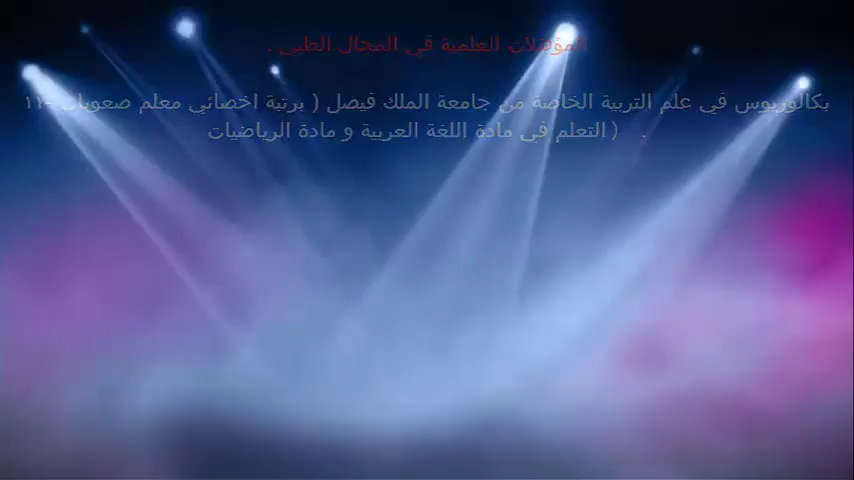 المؤهلات العلمية في المجال الطبي .
١١- بكالوريوس في علم التربية الخاصة من جامعة الملك فيصل ( برتبة اخصائي معلم صعوبات
التعلم في مادة اللغة العربية و مادة الرياضيات ) .